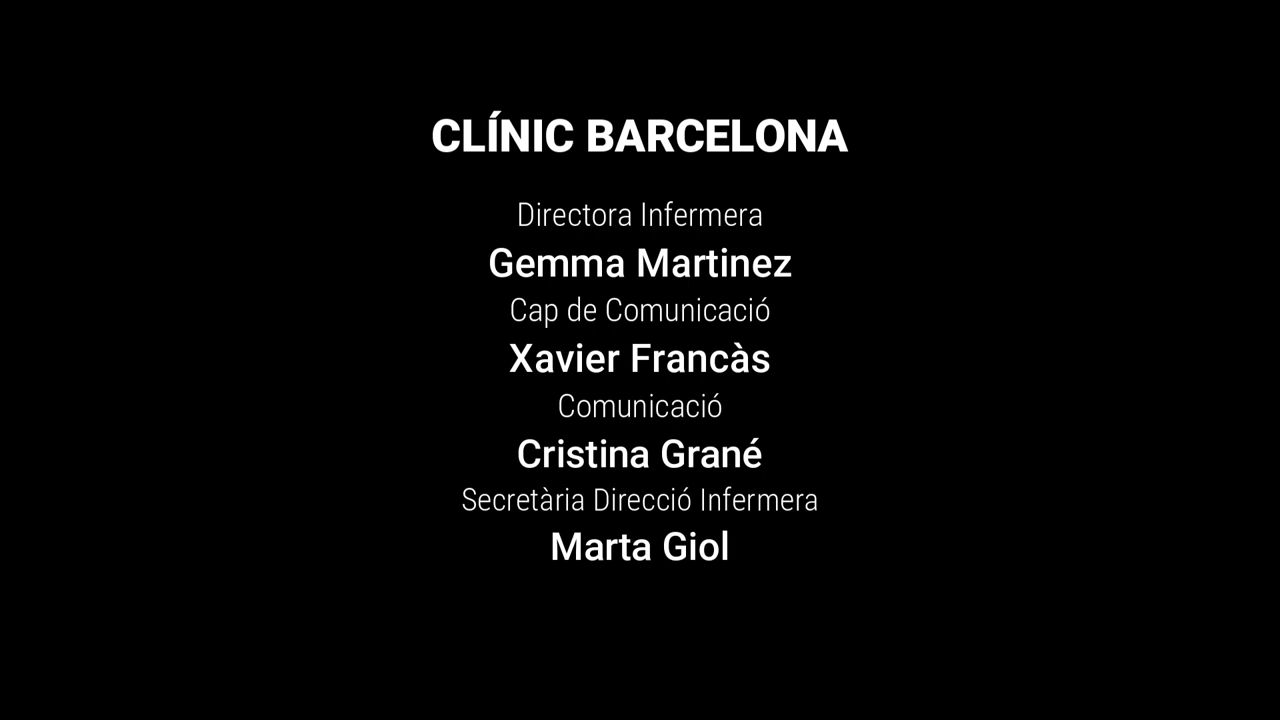 CLÍNIC BARCELONA
Directora Infermera
Gemma Martinez
Cap de Comunicació
Xavier Francàs
Comunicació
Cristina Grané
Secretària Direcció Infermera
Marta Giol